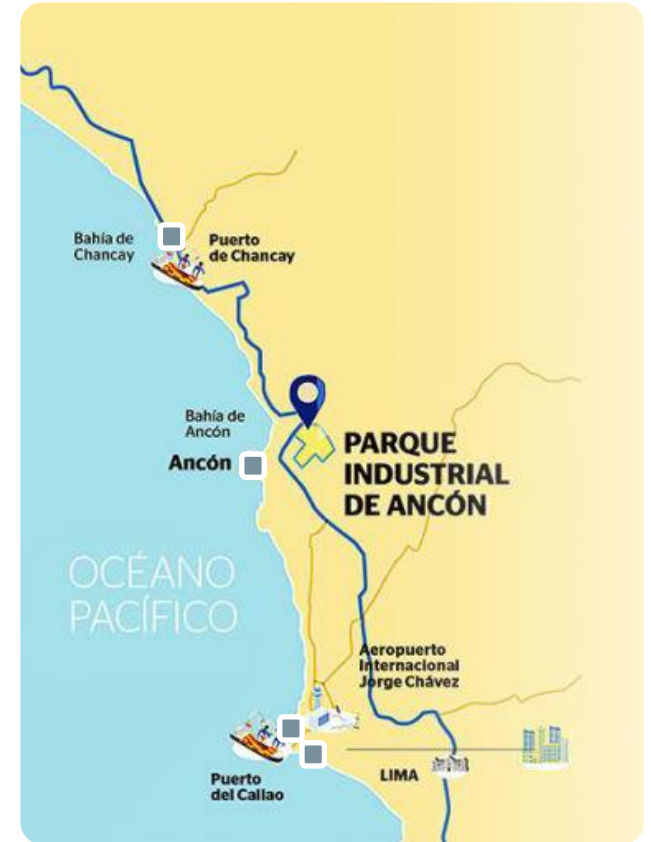 Bahía de
Chancay
Puerto
de Chancay
Bahía de
Ancón
Ancón
PARQUE
INDUSTRIAL
DE ANCÓN
OCÉANO
PACÍFICO
Aeropuerto
Internacional
Jorge Chávez
Puerto
del Callao
LIMA